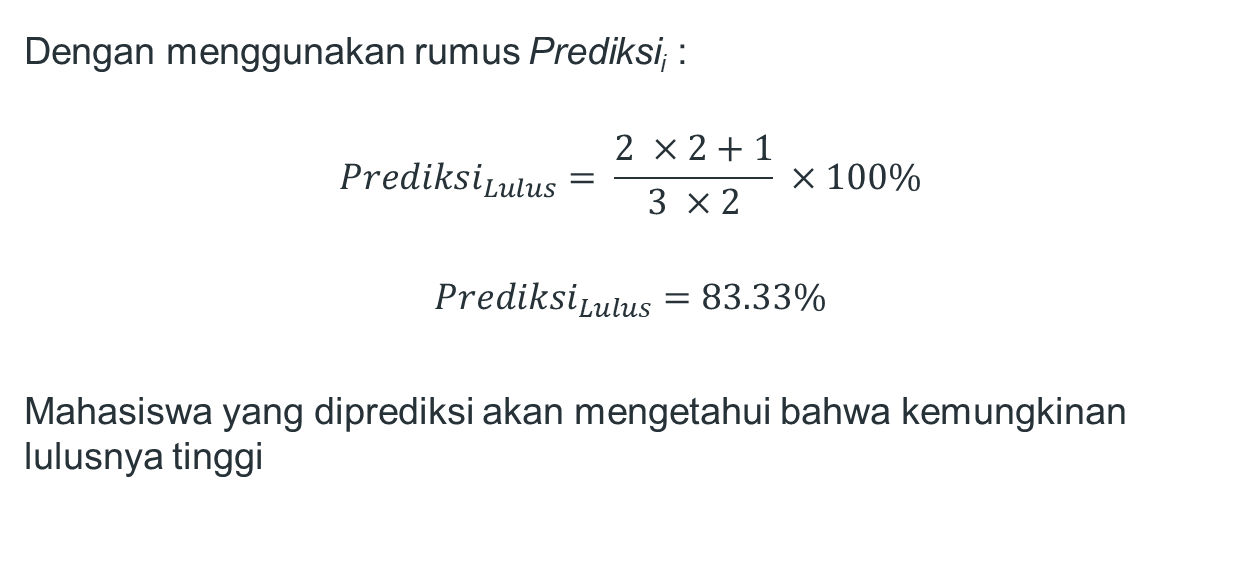 Dengan menggunakan rumus Prediksiᵢ :
Prediksi_Lulus = (2 × 2 + 1) / (3 × 2) × 100%
Prediksi_Lulus = 83.33%
Mahasiswa yang diprediksi akan mengetahui bahwa kemungkinan
lulusnya tinggi